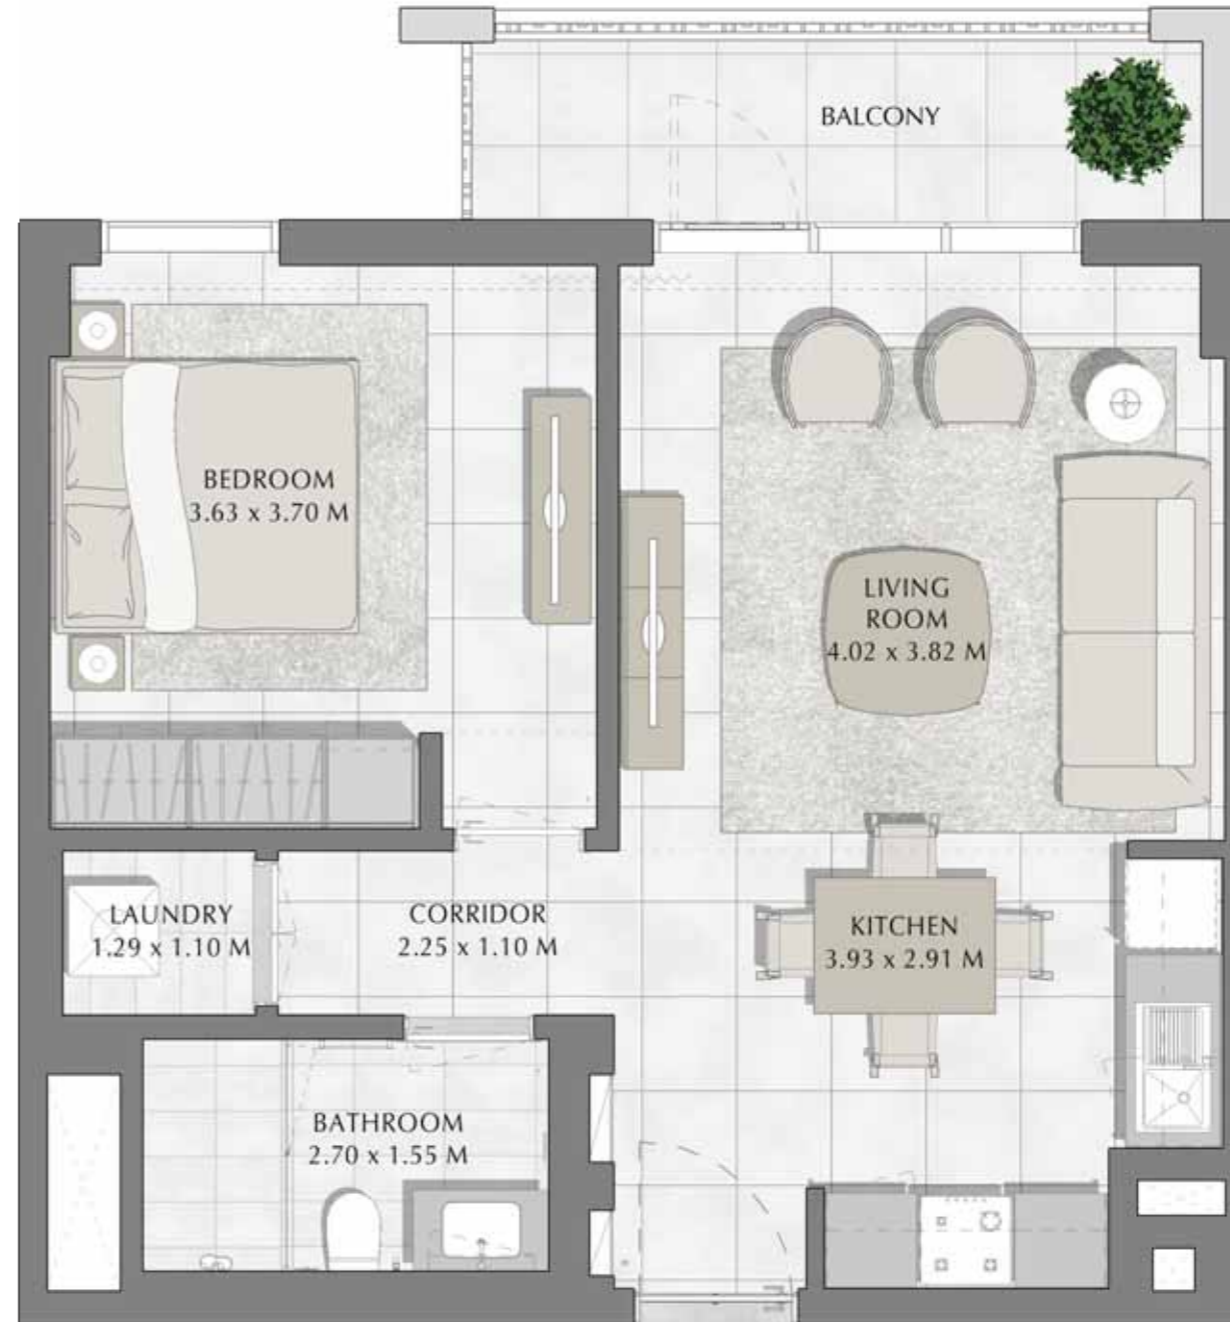 BALCONY
BEDROOM
3.63 x 3.70 M
LIVING
ROOM
4.02 x 3.82 M
LAUNDRY
1.29 x 1.10 M
CORRIDOR
2.25 x 1.10 M
KITCHEN
3.93 x 2.91 M
BATHROOM
2.70 x 1.55 M